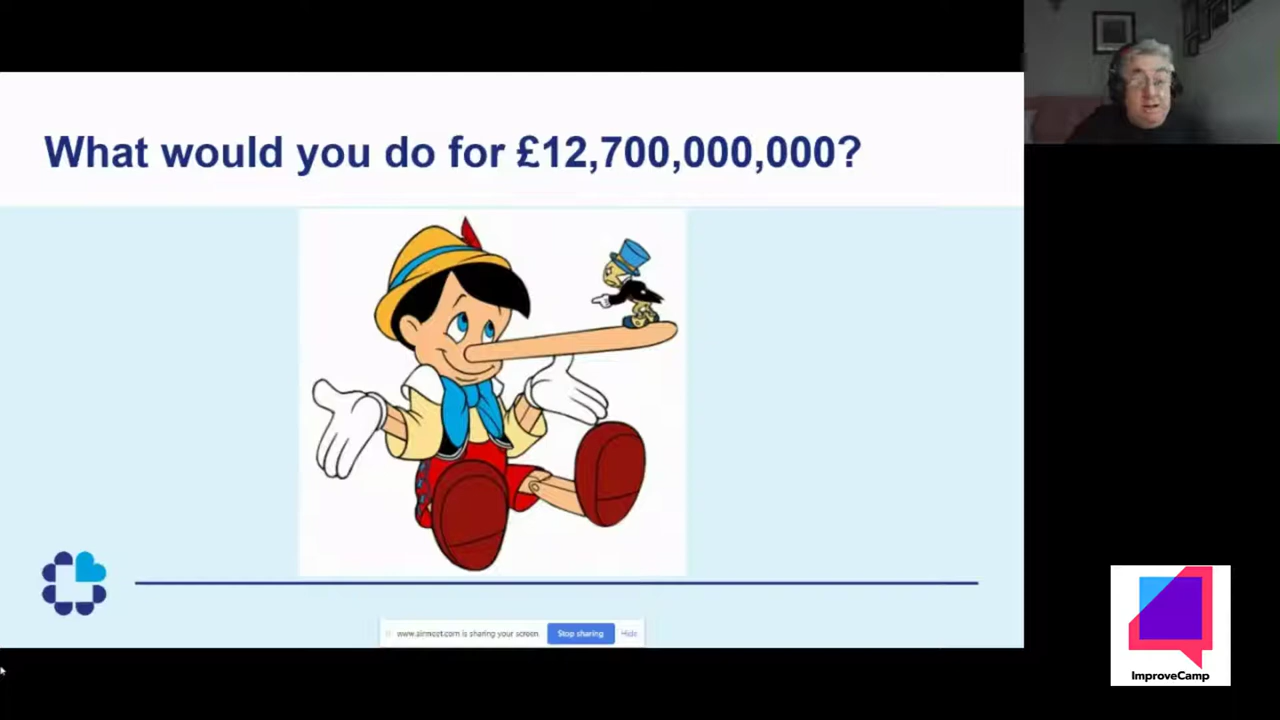 What would you do for £12,700,000,000?
www.airmeet.com is sharing your screen
Stop sharing
Hide
ImproveCamp